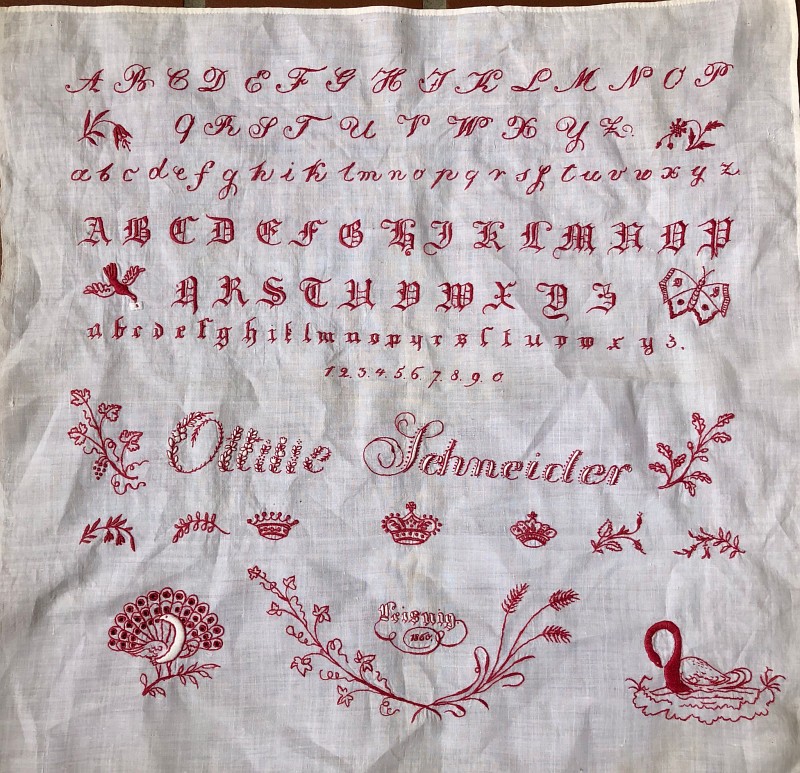 A B C D E F G H I K L M N O P
Q R S T U V W X Y Z.
a b c d e f g h i k l m n o p q r s ſ t u v w x y z
A B C D E F G H I K L M N O P
Q R S T U V W X Y Z
a b c d e f g h i k l m n o p q r s ſ t u v w x y z.
1.2.3.4.5.6.7.8.9.0.
Ottilie Schneider
Leisnig
1860.